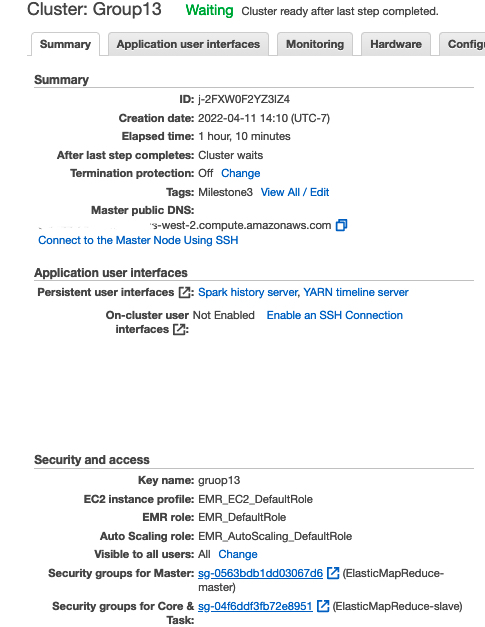 Cluster: Group13 Waiting Cluster ready after last step completed.
Summary Application user interfaces Monitoring Hardware Configu
Summary
ID: j-2FXW0F2YZ3IZ4
Creation date: 2022-04-11 14:10 (UTC-7)
Elapsed time: 1 hour, 10 minutes
After last step completes: Cluster waits
Termination protection: Off Change
Tags: Milestone3 View All / Edit
Master public DNS:
s-west-2.compute.amazonaws.com
Connect to the Master Node Using SSH
Application user interfaces
Persistent user interfaces : Spark history server, YARN timeline server
On-cluster user Not Enabled Enable an SSH Connection
interfaces :
Security and access
Key name: gruop13
EC2 instance profile: EMR_EC2_DefaultRole
EMR role: EMR_DefaultRole
Auto Scaling role: EMR_AutoScaling_DefaultRole
Visible to all users: All Change
Security groups for Master: sg-0563bdb1dd03067d6 (ElasticMapReduce-
master)
Security groups for Core & sg-04f6ddf3fb72e8951 (ElasticMapReduce-slave)
Task: